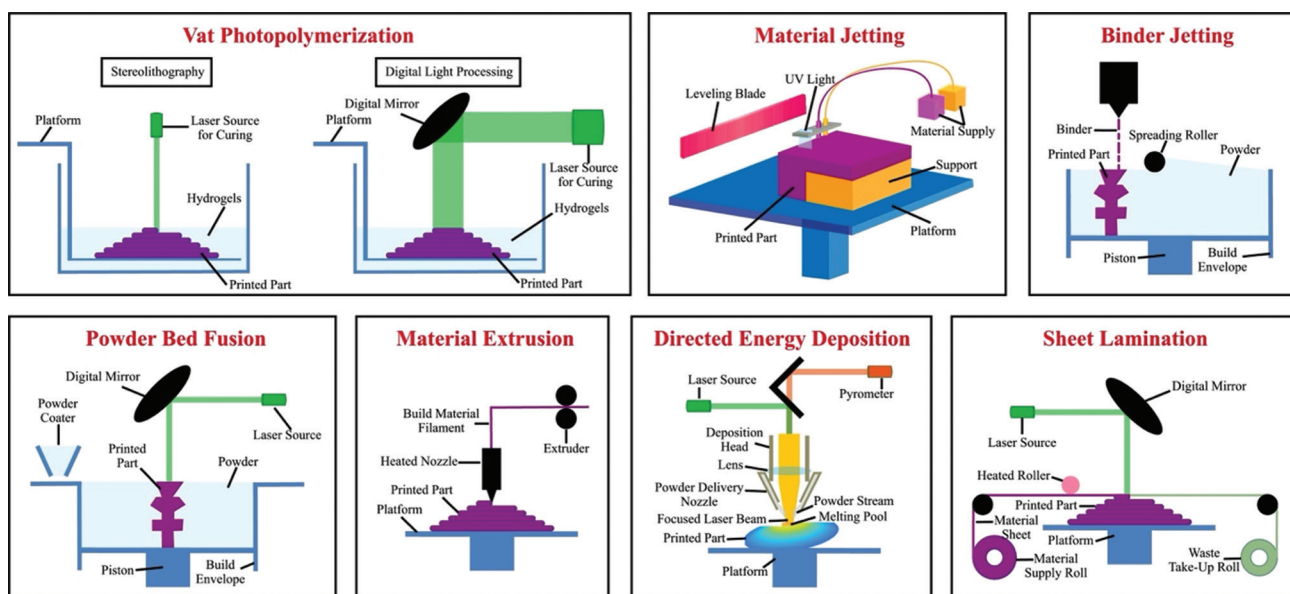 Vat Photopolymerization
Stereolithography
Platform
Laser Source
for Curing
Hydrogels
Printed Part
Digital Light Processing
Digital Mirror
Platform
Laser Source
for Curing
Hydrogels
Printed Part
Material Jetting
UV Light
Leveling Blade
Material Supply
Support
Printed Part
Platform
Binder Jetting
Binder
Spreading Roller
Printed Part
Powder
Piston
Build
Envelope
Powder Bed Fusion
Digital Mirror
Powder
Coater
Laser Source
Printed
Part
Powder
Piston
Build
Envelope
Material Extrusion
Build Material
Filament
Extruder
Heated Nozzle
Printed Part
Platform
Directed Energy Deposition
Laser Source
Pyrometer
Deposition
Head
Lens
Powder Delivery
Nozzle
Powder Stream
Focused Laser Beam
Melting Pool
Printed Part
Platform
Sheet Lamination
Digital Mirror
Laser Source
Heated Roller
Printed Part
Material
Sheet
Platform
Material
Supply Roll
Waste
Take-Up Roll